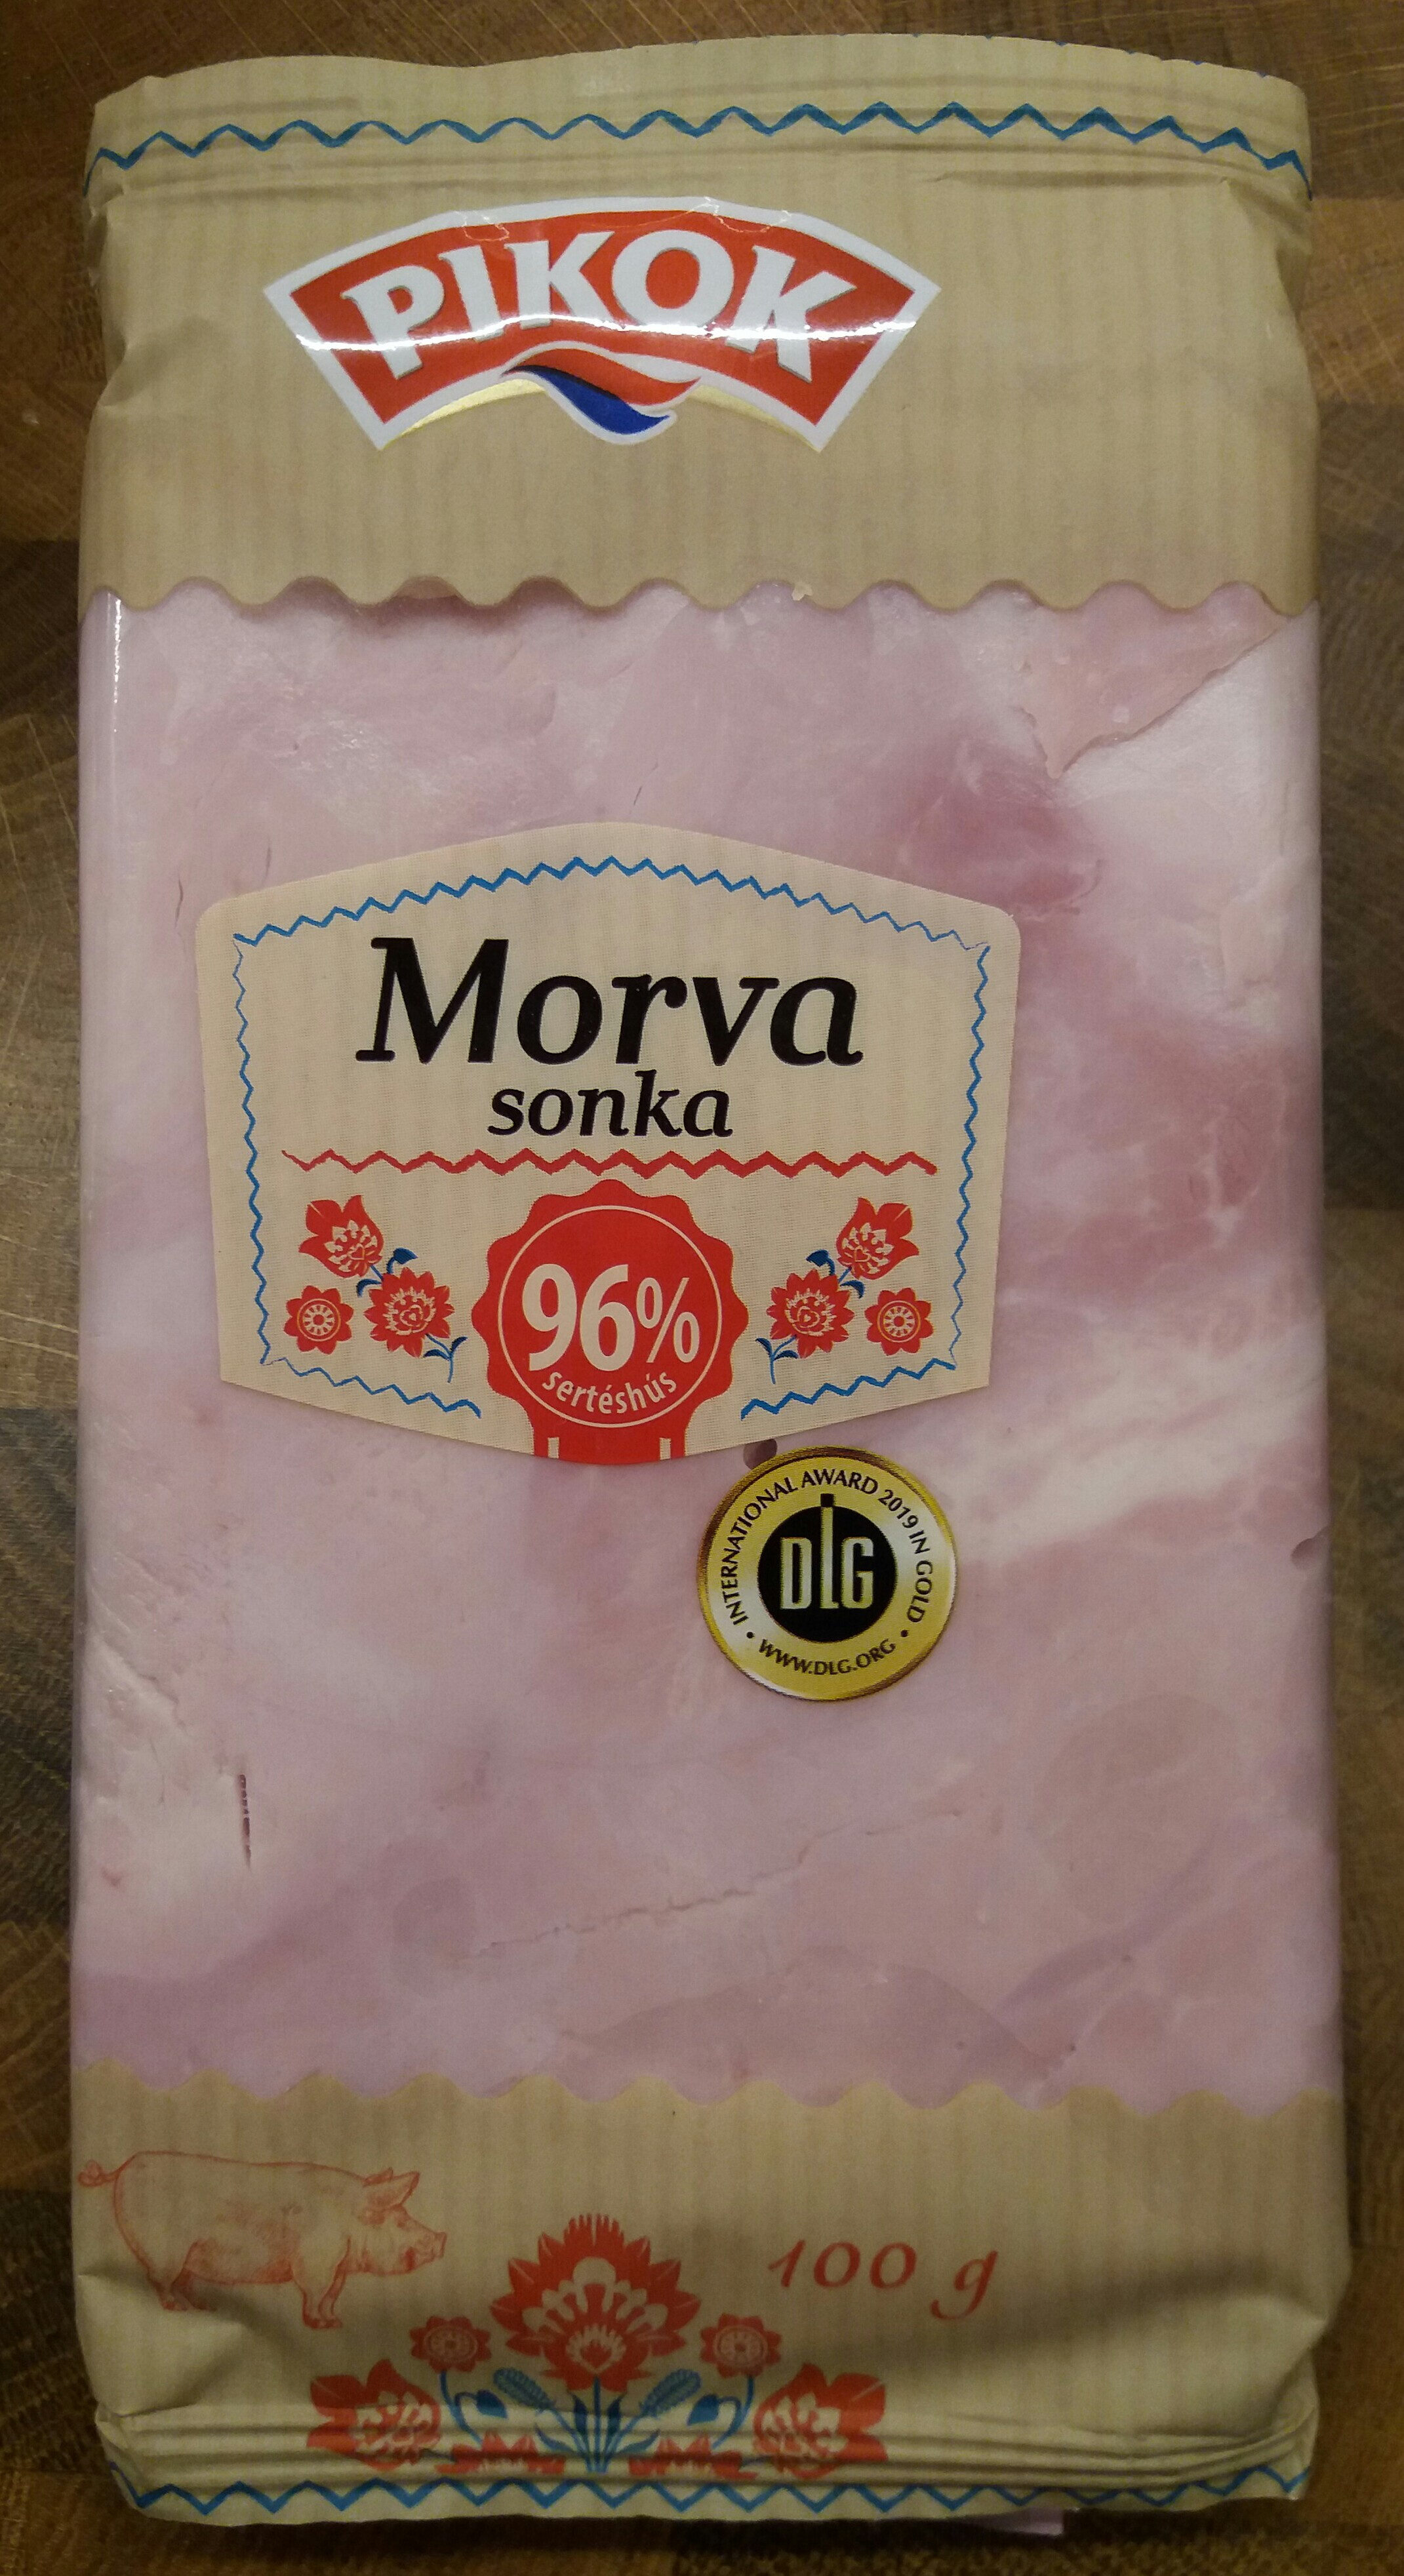 PIKOK
Morva
sonka
96%
sertéshús
INTERNATIONAL AWARD 2019 IN GOLD
DLG
• WWW.DLG.ORG •
100 g